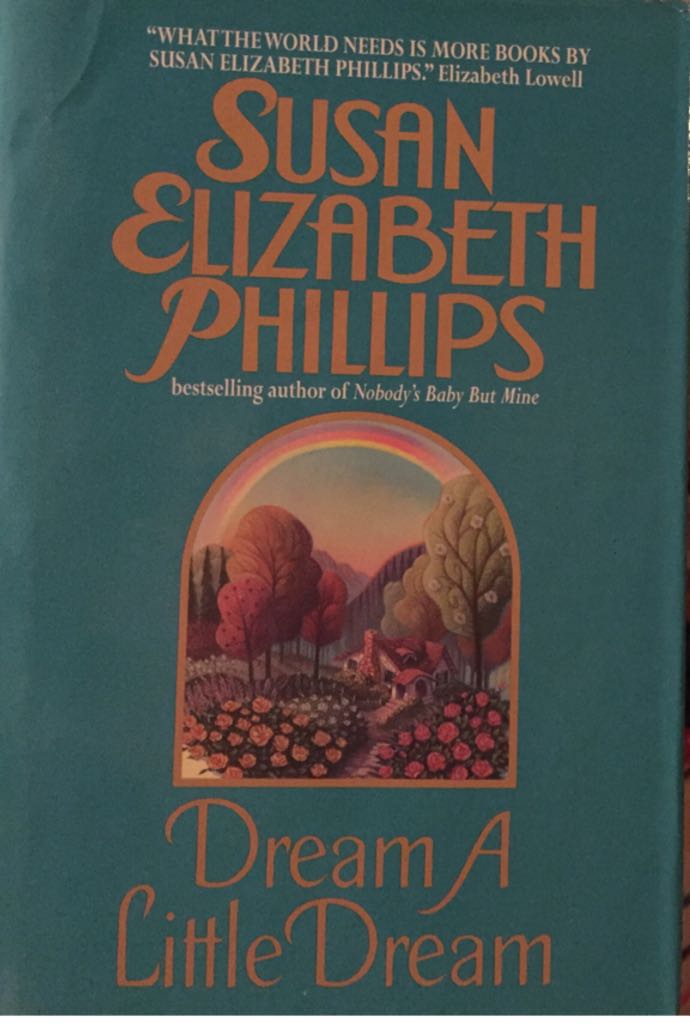 “WHAT THE WORLD NEEDS IS MORE BOOKS BY
SUSAN ELIZABETH PHILLIPS.” Elizabeth Lowell
SUSAN
ELIZABETH
PHILLIPS
bestselling author of Nobody's Baby But Mine
Dream A
Little Dream